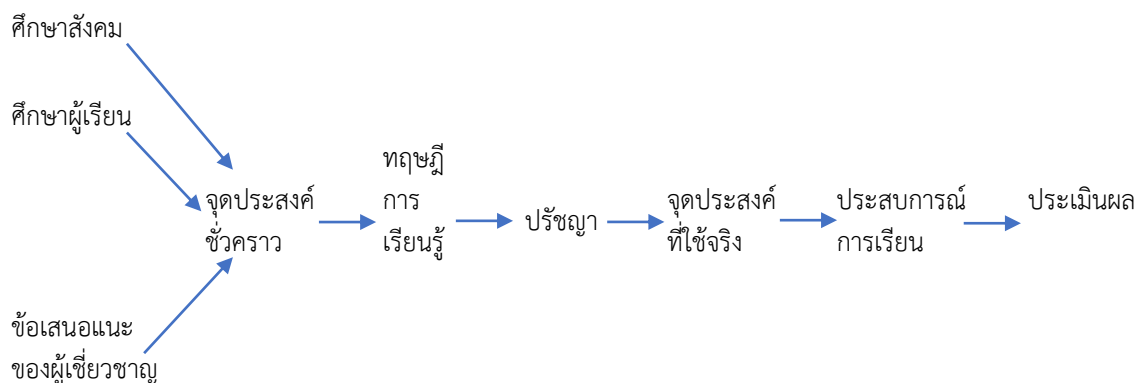 ศึกษาสังคม
ศึกษาผู้เรียน
ข้อเสนอแนะ
ของผู้เชี่ยวชาญ
จุดประสงค์
ชั่วคราว
ทฤษฎี
การ
เรียนรู้
ปรัชญา
จุดประสงค์
ที่ใช้จริง
ประสบการณ์
การเรียน
ประเมินผล